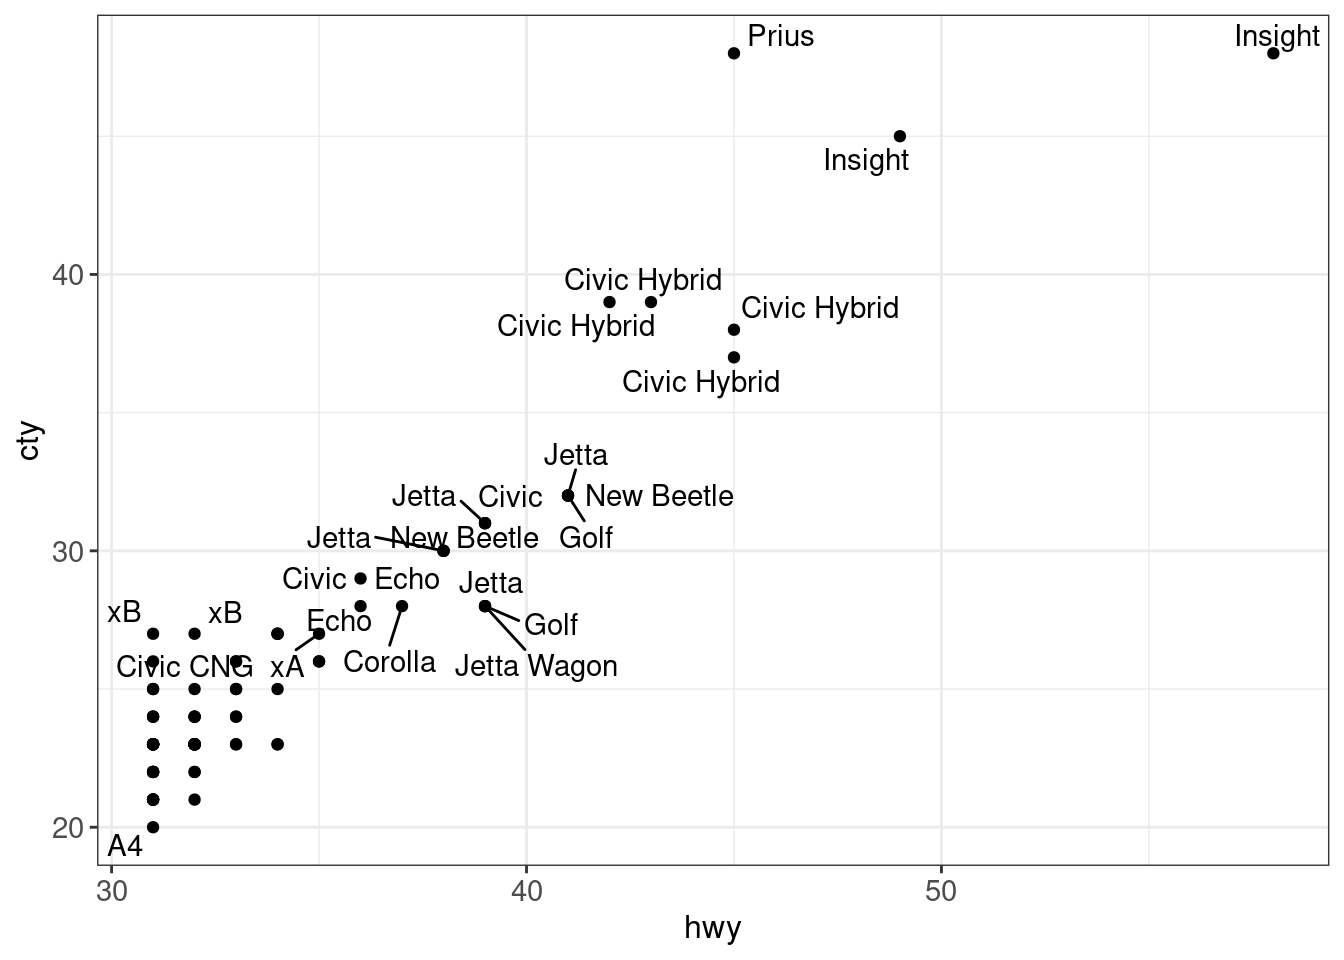 Prius
Insight
Insight
40
Civic Hybrid
Civic Hybrid
Civic Hybrid
Civic Hybrid
cty
Jetta
Jetta
Civic
New Beetle
Jetta
New Beetle
Golf
30
Civic
Echo
Jetta
xB
xB
Echo
Golf
Civic CNG
xA
Corolla
Jetta Wagon
20
A4
30
40
50
hwy